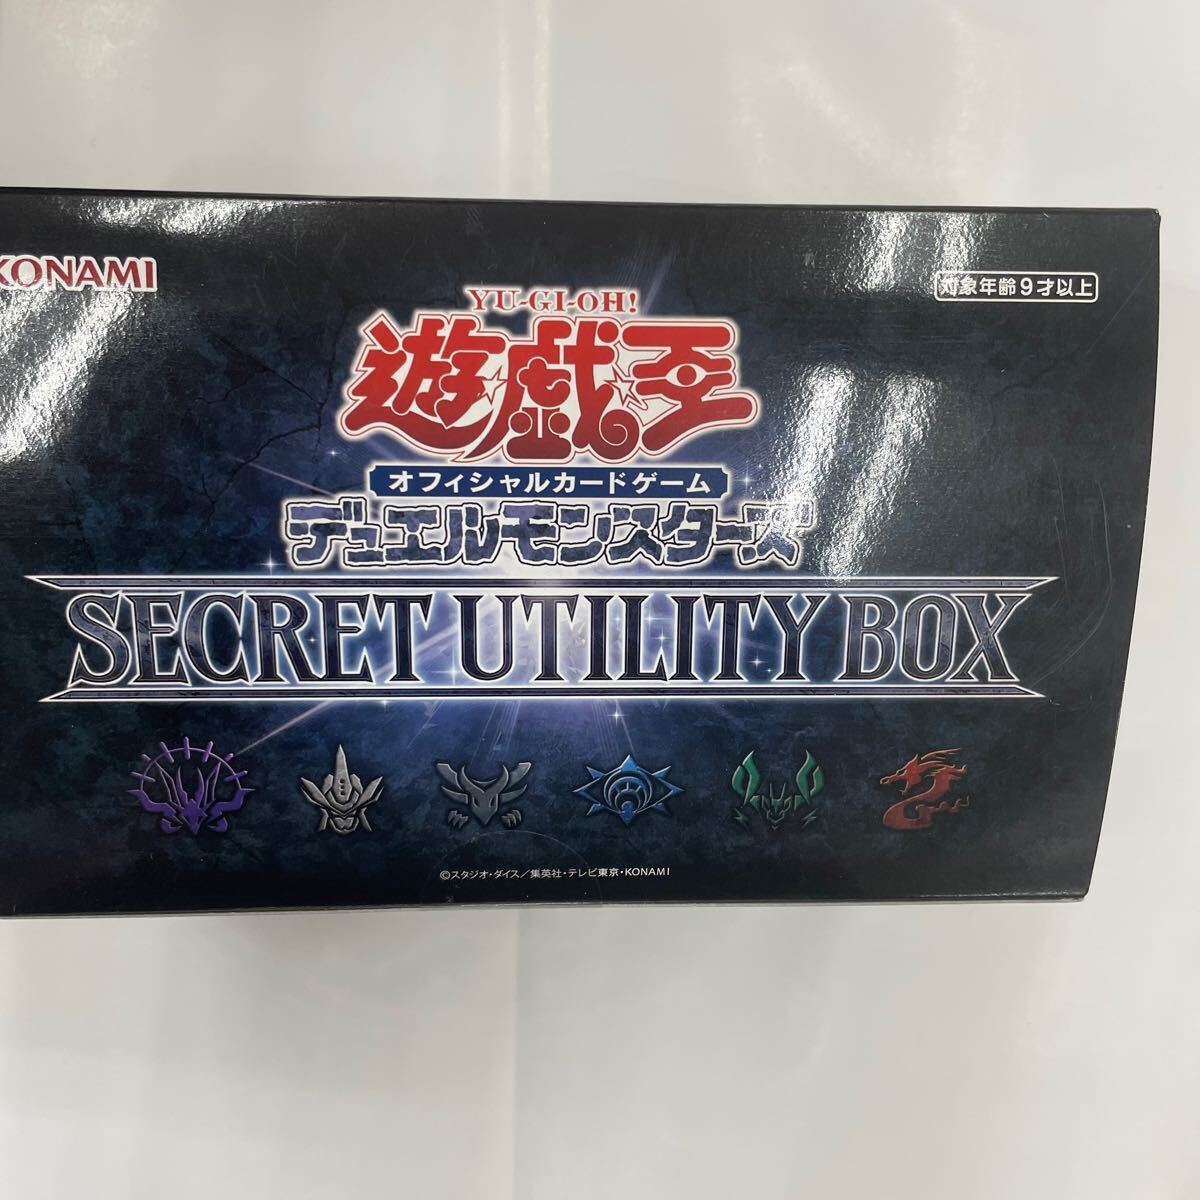 KONAMI
対象年齢9才以上
YU-GI-OH!
遊☆戯☆王
オフィシャルカードゲーム
デュエルモンスターズ
SECRET UTILITY BOX
©スタジオ・ダイス／集英社・テレビ東京・KONAMI